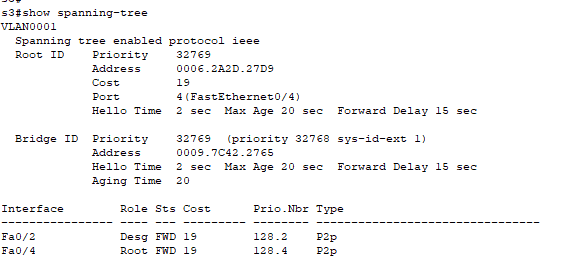 s3#show spanning-tree
VLAN0001
  Spanning tree enabled protocol ieee
  Root ID    Priority    32769
             Address     0006.2A2D.27D9
             Cost        19
             Port        4(FastEthernet0/4)
             Hello Time  2 sec  Max Age 20 sec  Forward Delay 15 sec

  Bridge ID  Priority    32769  (priority 32768 sys-id-ext 1)
             Address     0009.7C42.2765
             Hello Time  2 sec  Max Age 20 sec  Forward Delay 15 sec
             Aging Time  20

Interface        Role Sts Cost      Prio.Nbr Type
---------------- ---- --- --------- -------- --------------------------------
Fa0/2            Desg FWD 19        128.2    P2p
Fa0/4            Root FWD 19        128.4    P2p